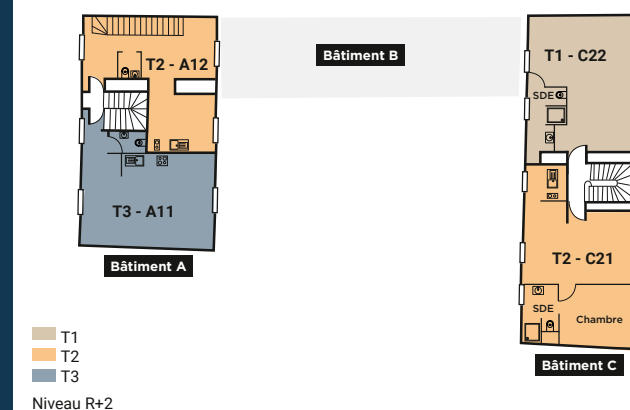 Bâtiment B
T2 - A12
T1 - C22
SDE
T3 - A11
Bâtiment A
T2 - C21
SDE
Chambre
Bâtiment C
T1
T2
T3
Niveau R+2